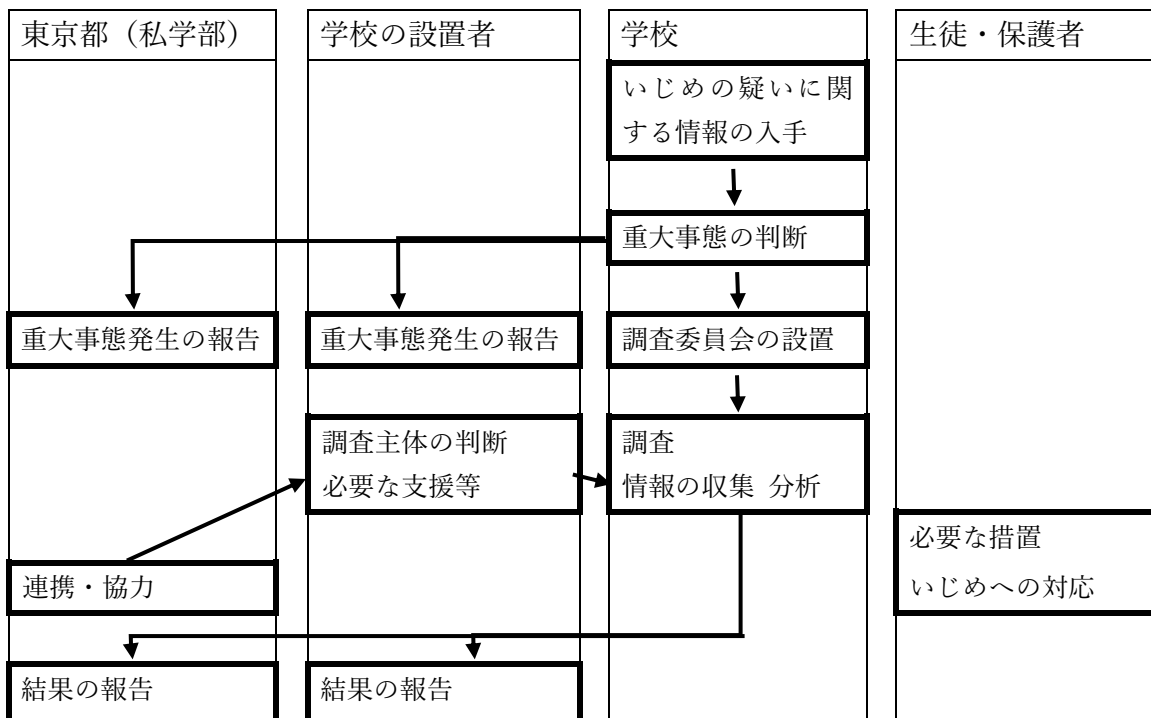 東京都（私学部）
学校の設置者
学校
生徒・保護者
いじめの疑いに関
する情報の入手
重大事態の判断
重大事態発生の報告
重大事態発生の報告
調査委員会の設置
調査主体の判断
必要な支援等
調査
情報の収集 分析
必要な措置
いじめへの対応
連携・協力
結果の報告
結果の報告